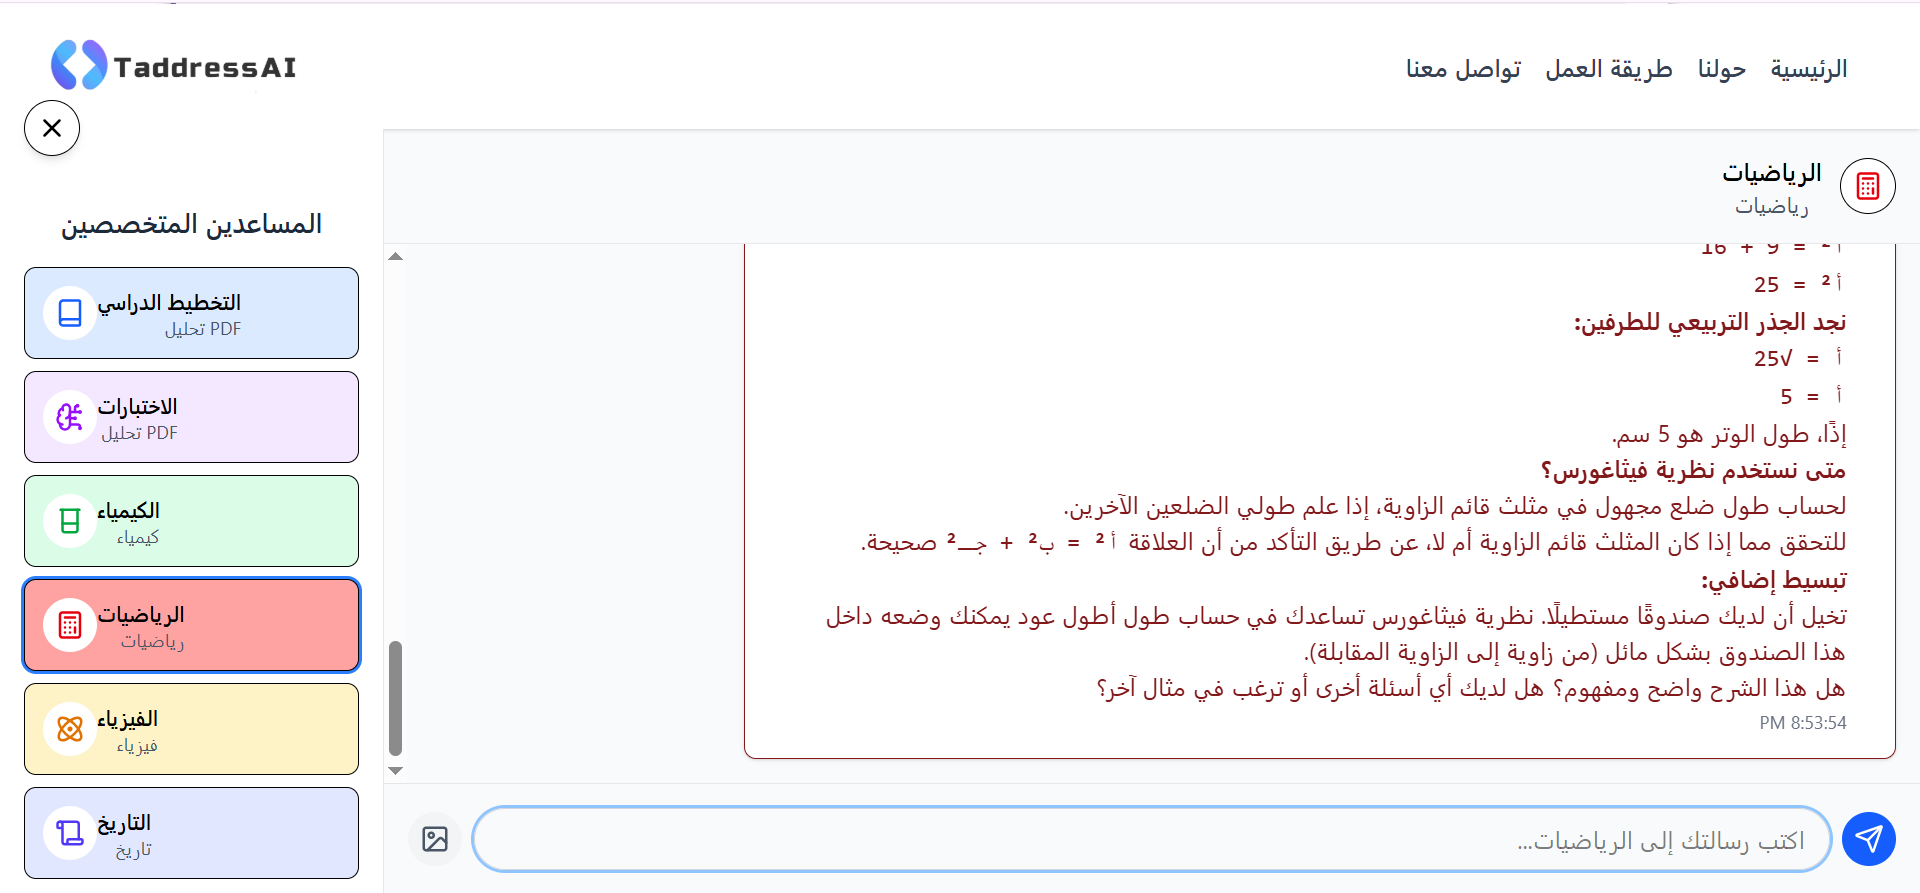 TaddressAI
الرئيسية
حولنا
طريقة العمل
تواصل معنا
المساعدين المتخصصين
التخطيط الدراسي
تحليل PDF
الاختبارات
تحليل PDF
الكيمياء
كيمياء
الرياضيات
رياضيات
الفيزياء
فيزياء
التاريخ
تاريخ
الرياضيات
رياضيات
أ² = 9 + 16
أ² = 25
نجد الجذر التربيعي للطرفين:
أ = √25
أ = 5
إذًا، طول الوتر هو 5 سم.
متى نستخدم نظرية فيثاغورس؟
لحساب طول ضلع مجهول في مثلث قائم الزاوية، إذا علم طولي الضلعين الآخرين.
للتحقق مما إذا كان المثلث قائم الزاوية أم لا، عن طريق التأكد من أن العلاقة أ² = ب² + جـ² صحيحة.
تبسيط إضافي:
تخيل أن لديك صندوقًا مستطيلًا. نظرية فيثاغورس تساعدك في حساب طول أطول عود يمكنك وضعه داخل
هذا الصندوق بشكل مائل (من زاوية إلى الزاوية المقابلة).
هل هذا الشرح واضح ومفهوم؟ هل لديك أي أسئلة أخرى أو ترغب في مثال آخر؟
8:53:54 PM
اكتب رسالتك إلى الرياضيات...